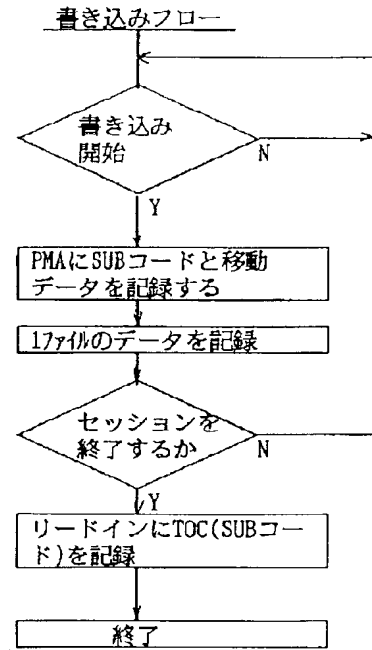 書き込みフロー
書き込み
開始
N
Y
PMAにSUBコードと移動
データを記録する
1ファイルのデータを記録
セッションを
終了するか
N
Y
リードインにTOC(SUBコー
ド)を記録
終了